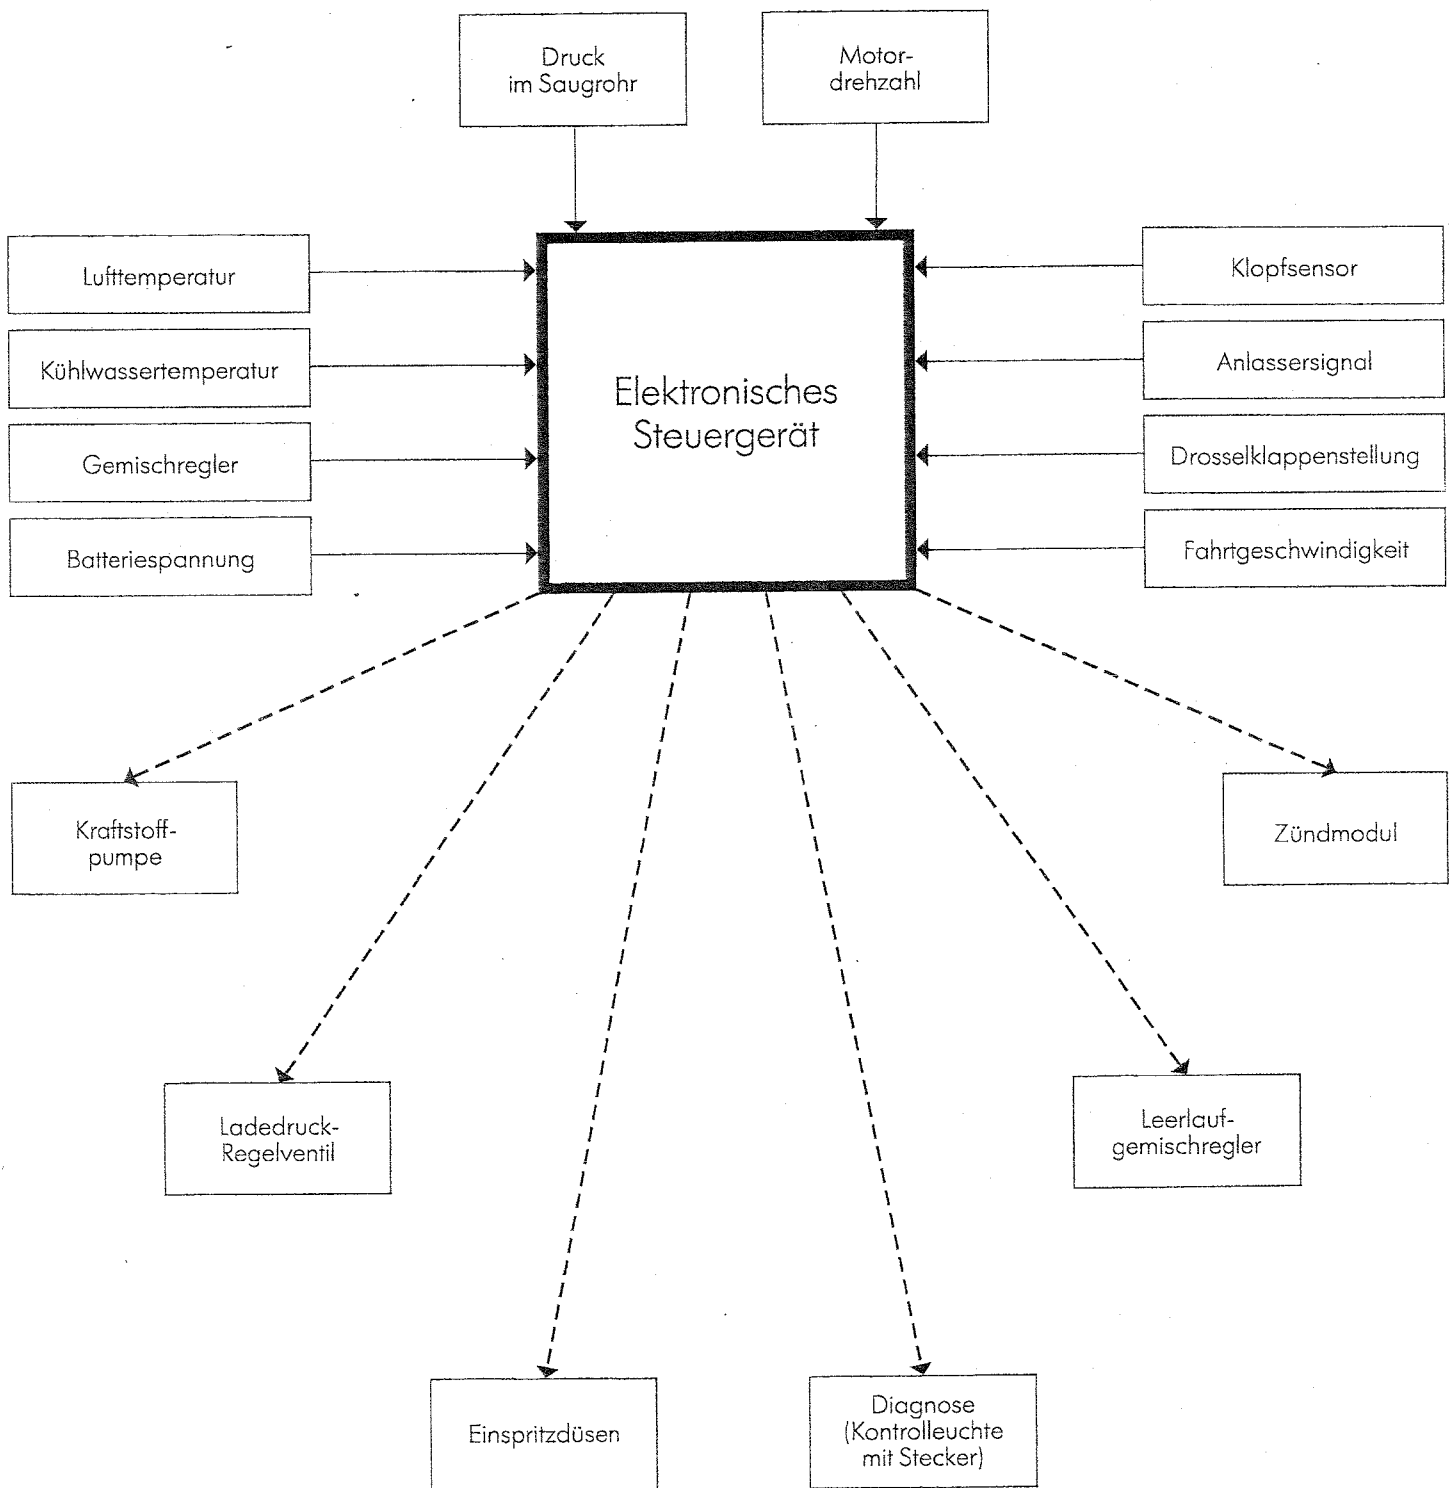 Druck
im Saugrohr
Motor-
drehzahl
Lufttemperatur
Kühlwassertemperatur
Gemischregler
Batteriespannung
Elektronisches
Steuergerät
Klopfsensor
Anlassersignal
Drosselklappenstellung
Fahrtgeschwindigkeit
Kraftstoff-
pumpe
Zündmodul
Ladedruck-
Regelventil
Leerlauf-
gemischregler
Einspritzdüsen
Diagnose
(Kontrolleuchte
mit Stecker)